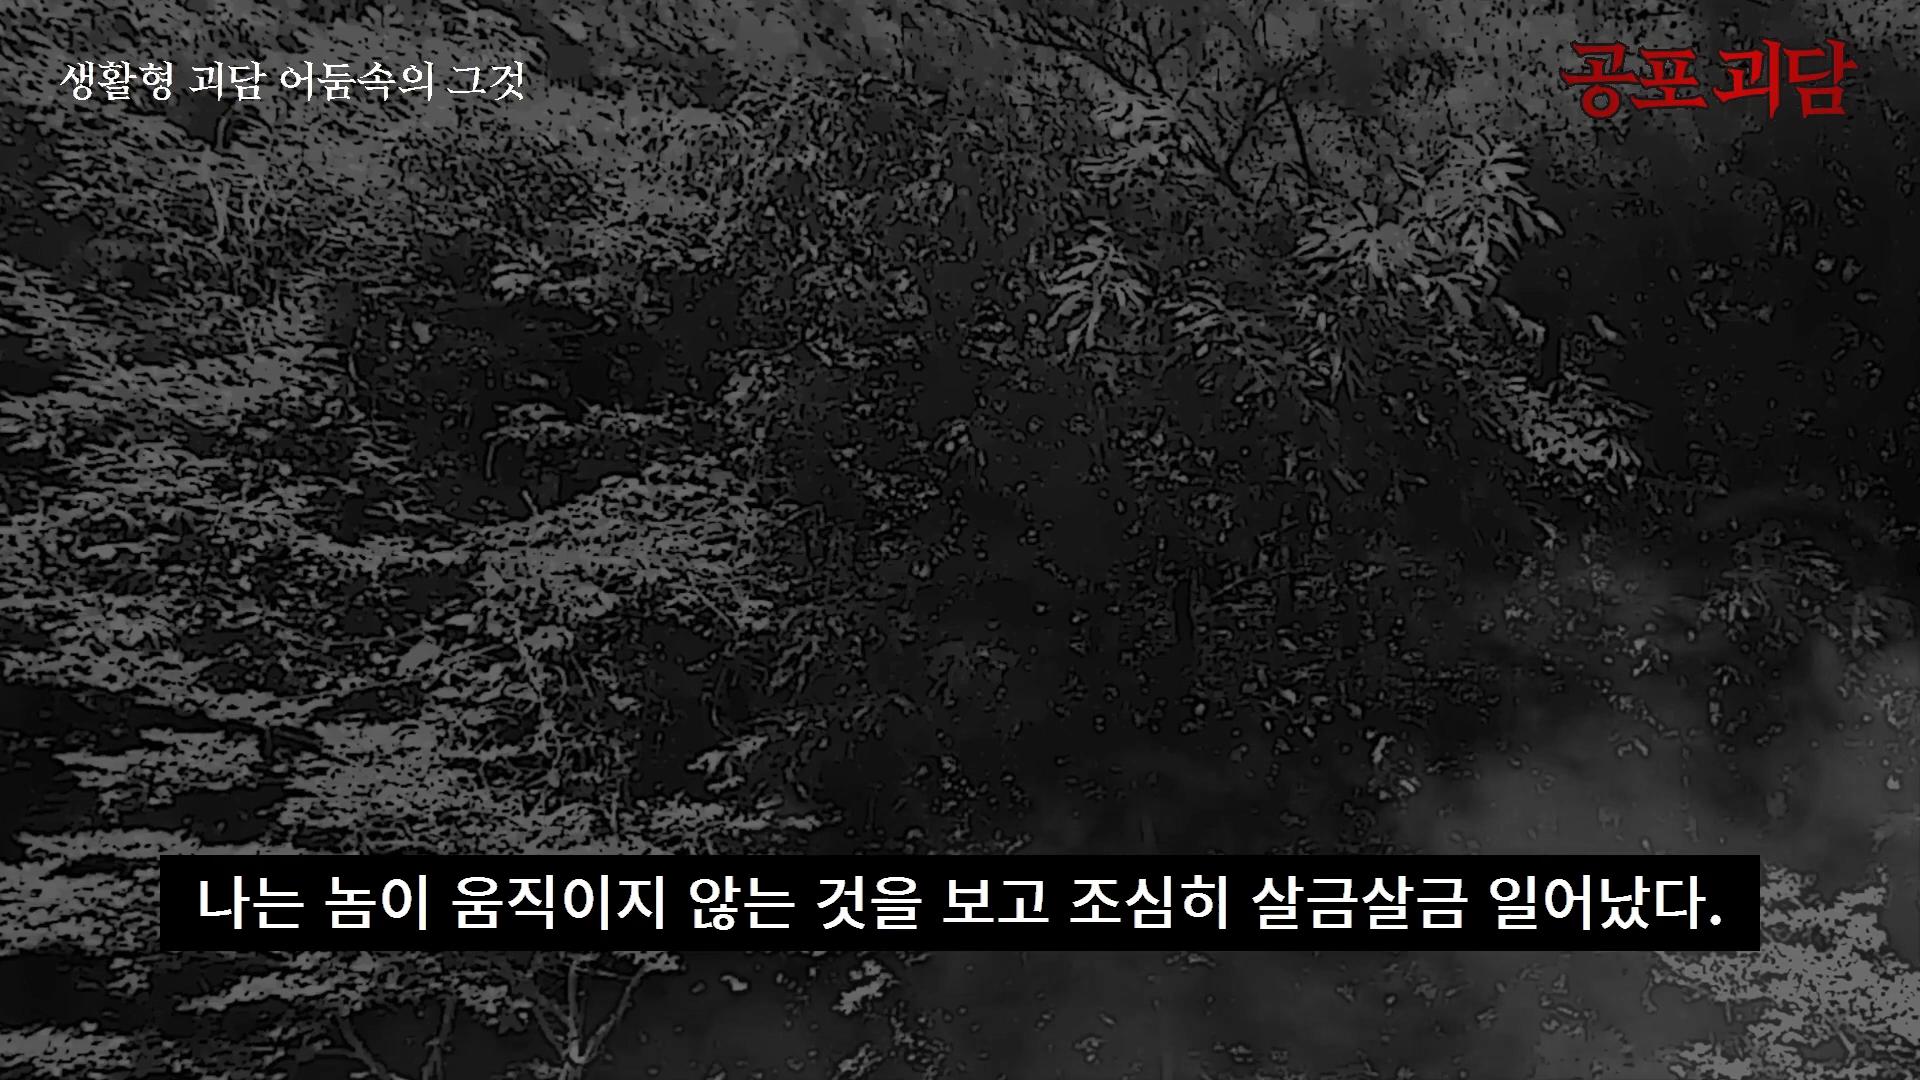 생활형 괴담 어둠속의 그것
공포 괴담
나는 놈이 움직이지 않는 것을 보고 조심히 살금살금 일어났다.